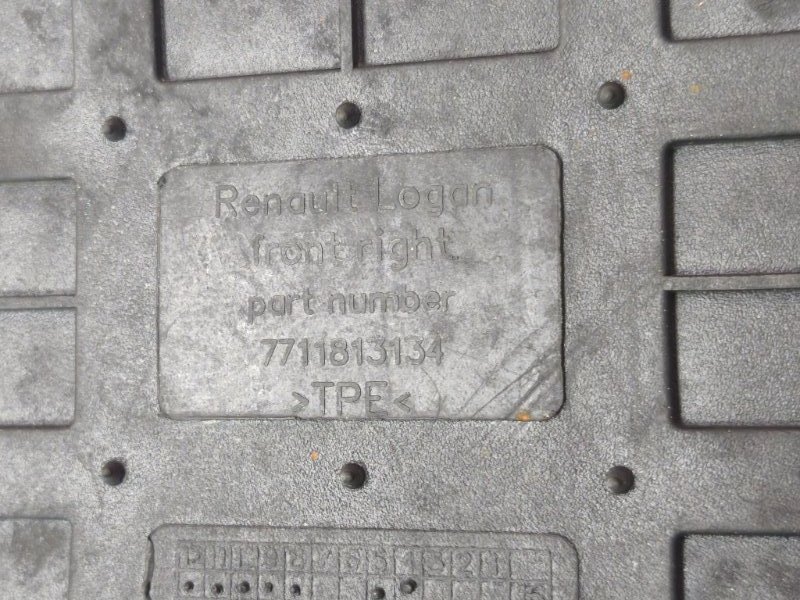 Renault Logan
front right
part number
7711813134
>TPE<